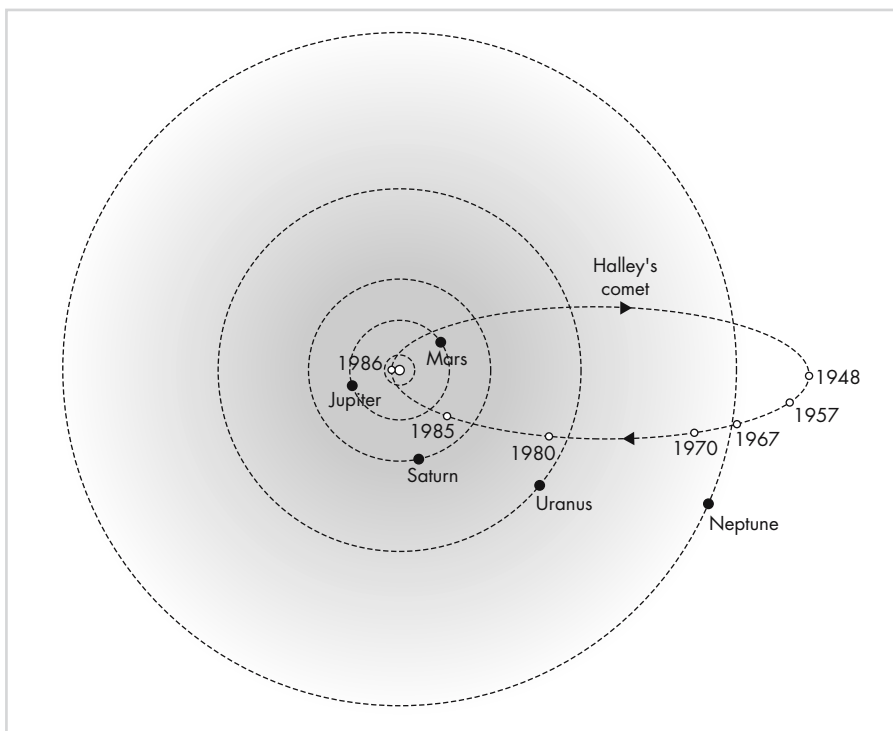 Halley's
comet
1986
Mars
1948
Jupiter
1957
1985
1967
1970
1980
Saturn
Uranus
Neptune